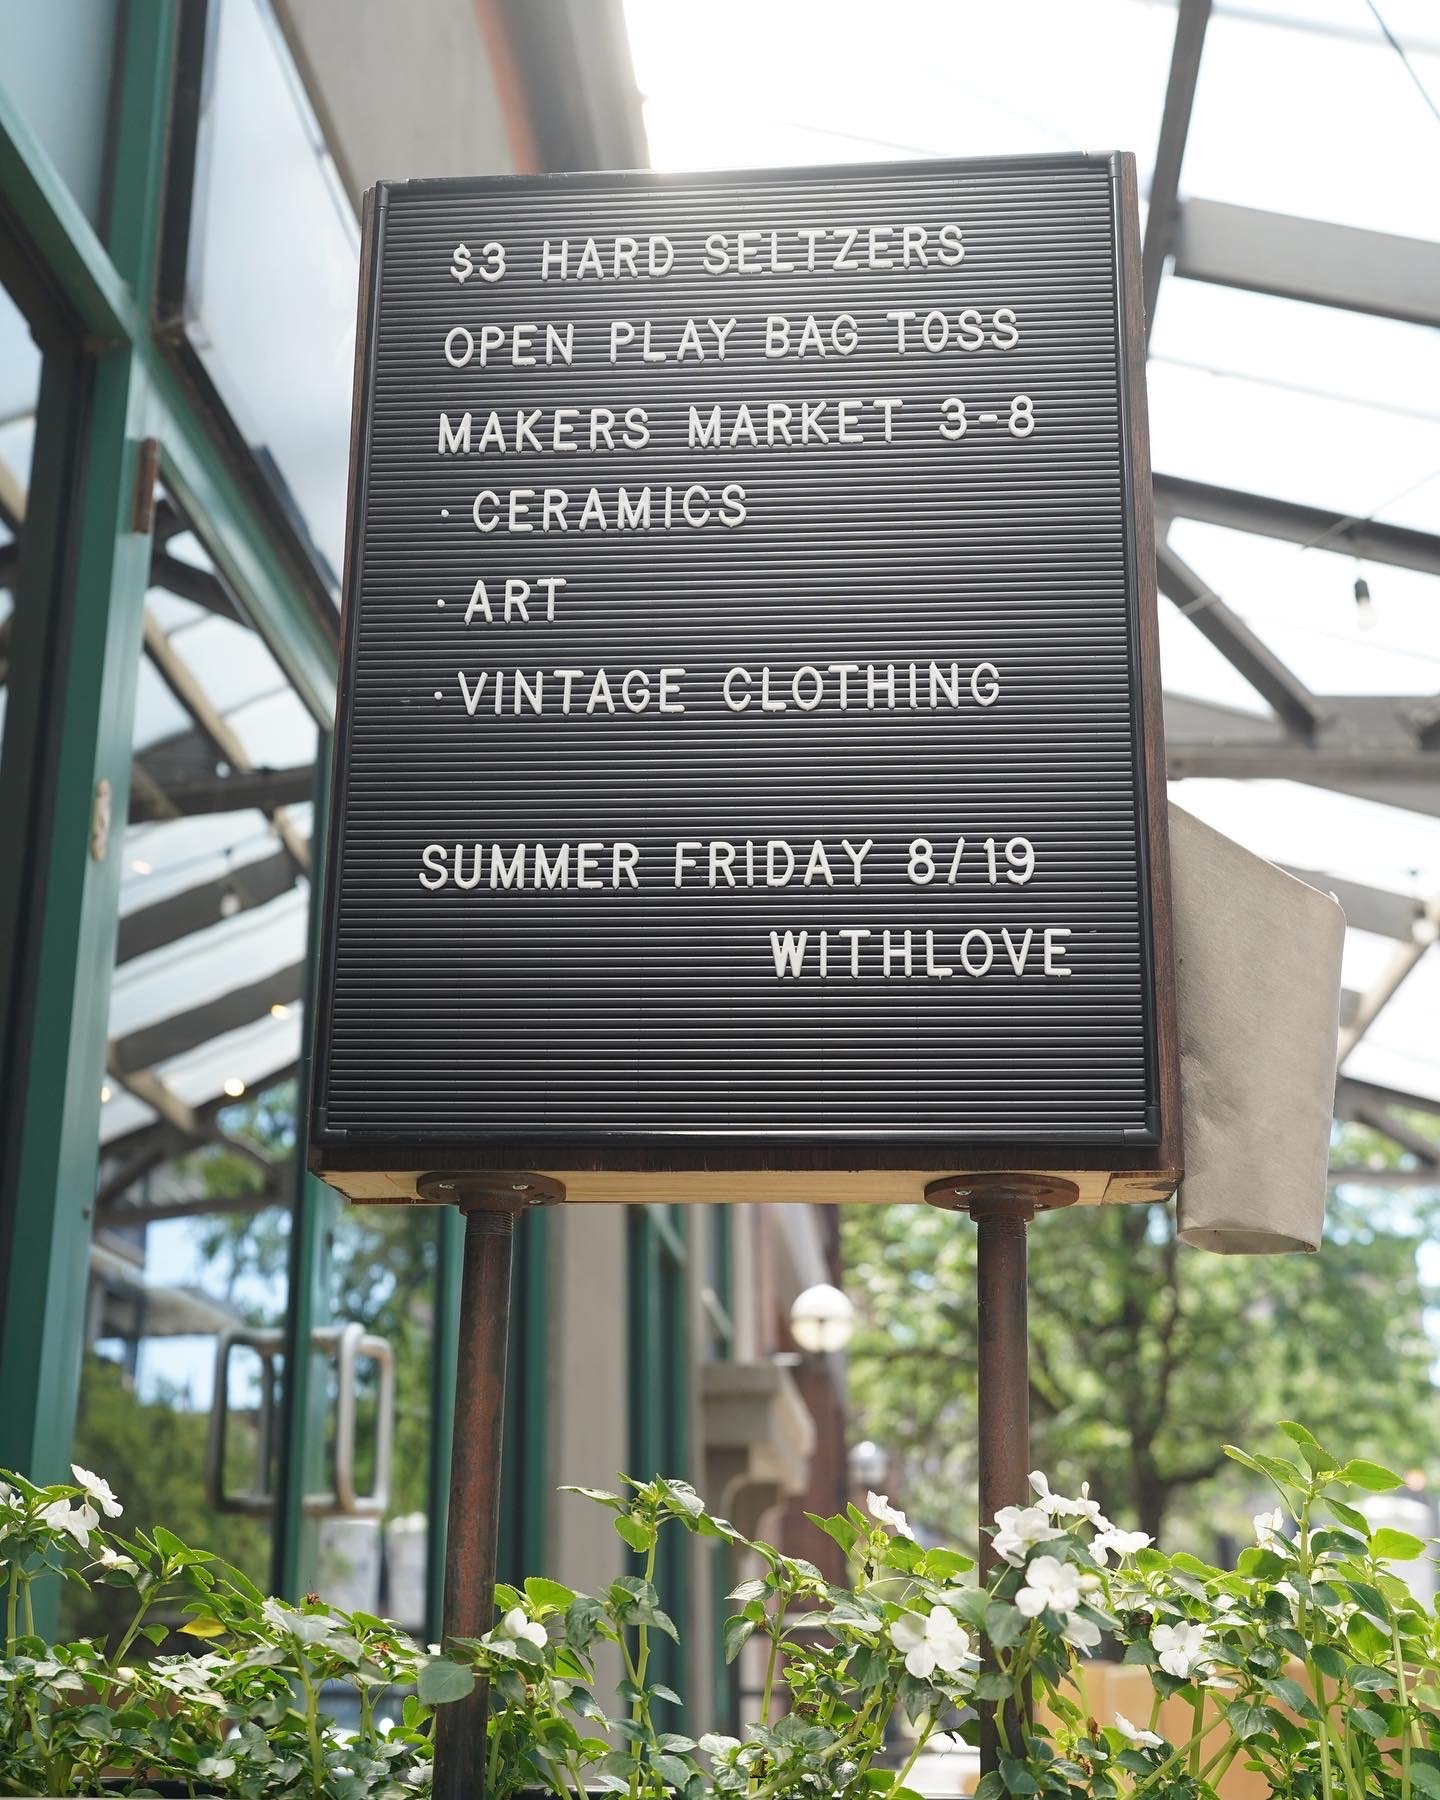 $3 HARD SELTZERS
OPEN PLAY BAG TOSS
MAKERS MARKET 3-8
· CERAMICS
· ART
· VINTAGE CLOTHING
SUMMER FRIDAY 8/19
WITHLOVE